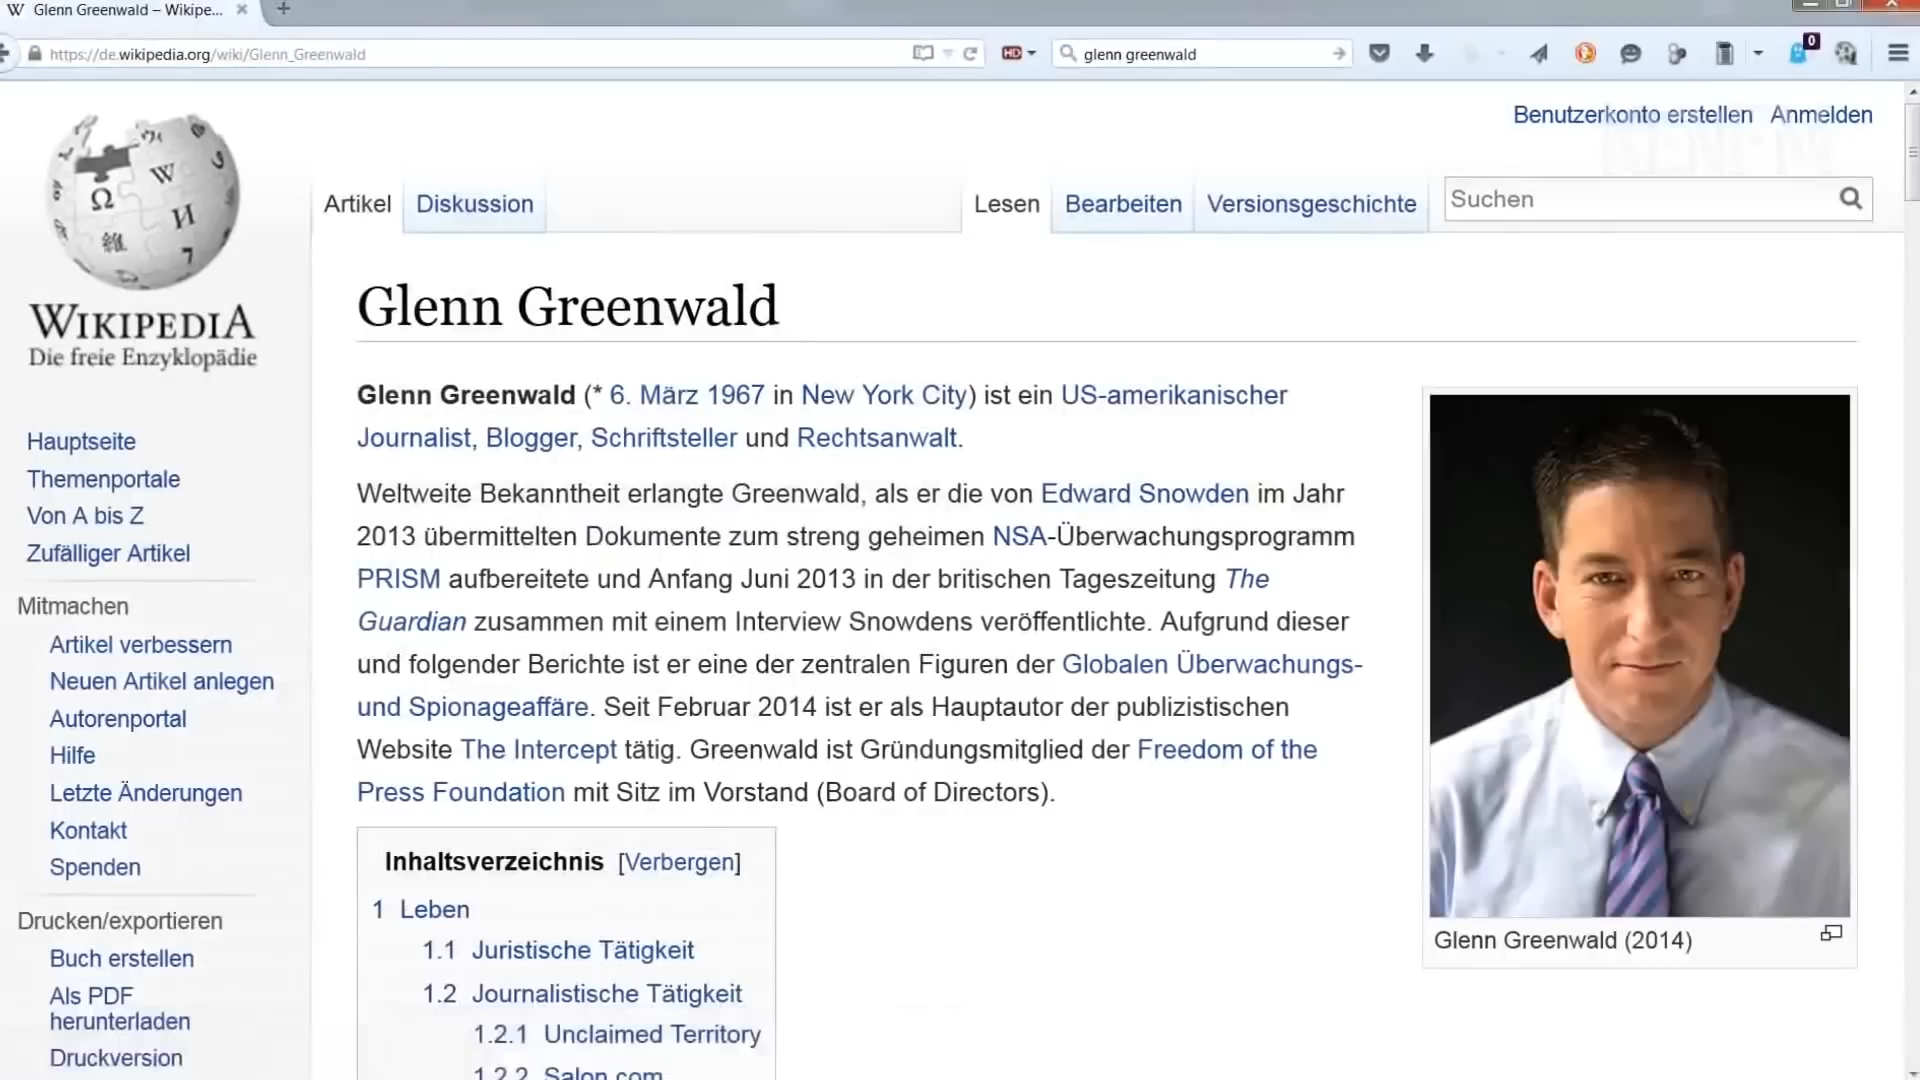 Glenn Greenwald – Wikipe...
https://de.wikipedia.org/wiki/Glenn_Greenwald
HD
glenn greenwald
0
Benutzerkonto erstellen Anmelden
Artikel Diskussion Lesen Bearbeiten Versionsgeschichte Suchen
WIKIPEDIA
Die freie Enzyklopädie
Hauptseite
Themenportale
Von A bis Z
Zufälliger Artikel
Mitmachen
Artikel verbessern
Neuen Artikel anlegen
Autorenportal
Hilfe
Letzte Änderungen
Kontakt
Spenden
Drucken/exportieren
Buch erstellen
Als PDF
herunterladen
Druckversion
Glenn Greenwald
Glenn Greenwald (* 6. März 1967 in New York City) ist ein US-amerikanischer
Journalist, Blogger, Schriftsteller und Rechtsanwalt.
Weltweite Bekanntheit erlangte Greenwald, als er die von Edward Snowden im Jahr
2013 übermittelten Dokumente zum streng geheimen NSA-Überwachungsprogramm
PRISM aufbereitete und Anfang Juni 2013 in der britischen Tageszeitung The
Guardian zusammen mit einem Interview Snowdens veröffentlichte. Aufgrund dieser
und folgender Berichte ist er eine der zentralen Figuren der Globalen Überwachungs-
und Spionageaffäre. Seit Februar 2014 ist er als Hauptautor der publizistischen
Website The Intercept tätig. Greenwald ist Gründungsmitglied der Freedom of the
Press Foundation mit Sitz im Vorstand (Board of Directors).
Inhaltsverzeichnis [Verbergen]
1 Leben
1.1 Juristische Tätigkeit
1.2 Journalistische Tätigkeit
1.2.1 Unclaimed Territory
1.2.2 Salon.com
Glenn Greenwald (2014)